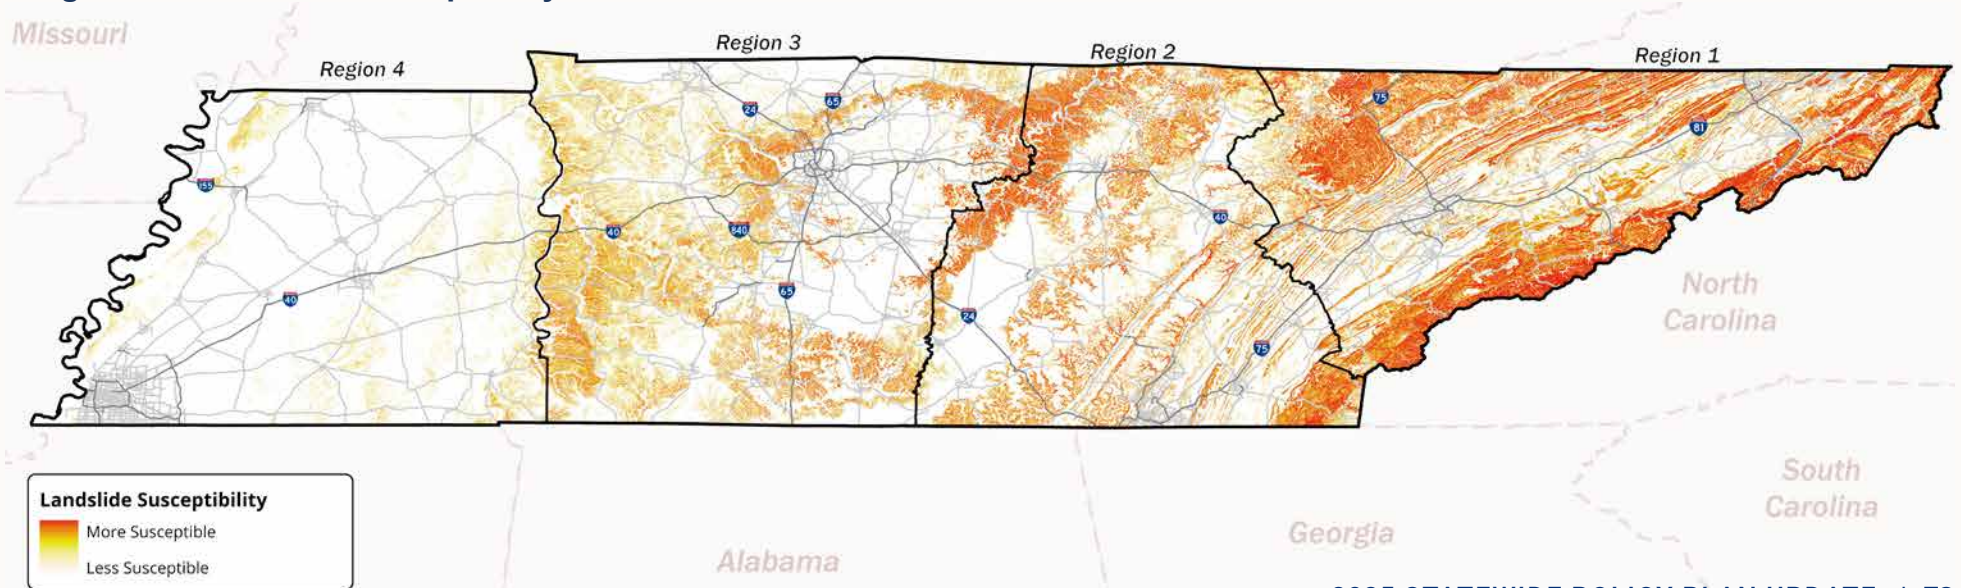 Missouri
Region 4
Region 3
Region 2
Region 1
24
65
75
81
155
40
840
40
40
65
24
75
North
Carolina
South
Carolina
Georgia
Alabama
Landslide Susceptibility
More Susceptible
Less Susceptible